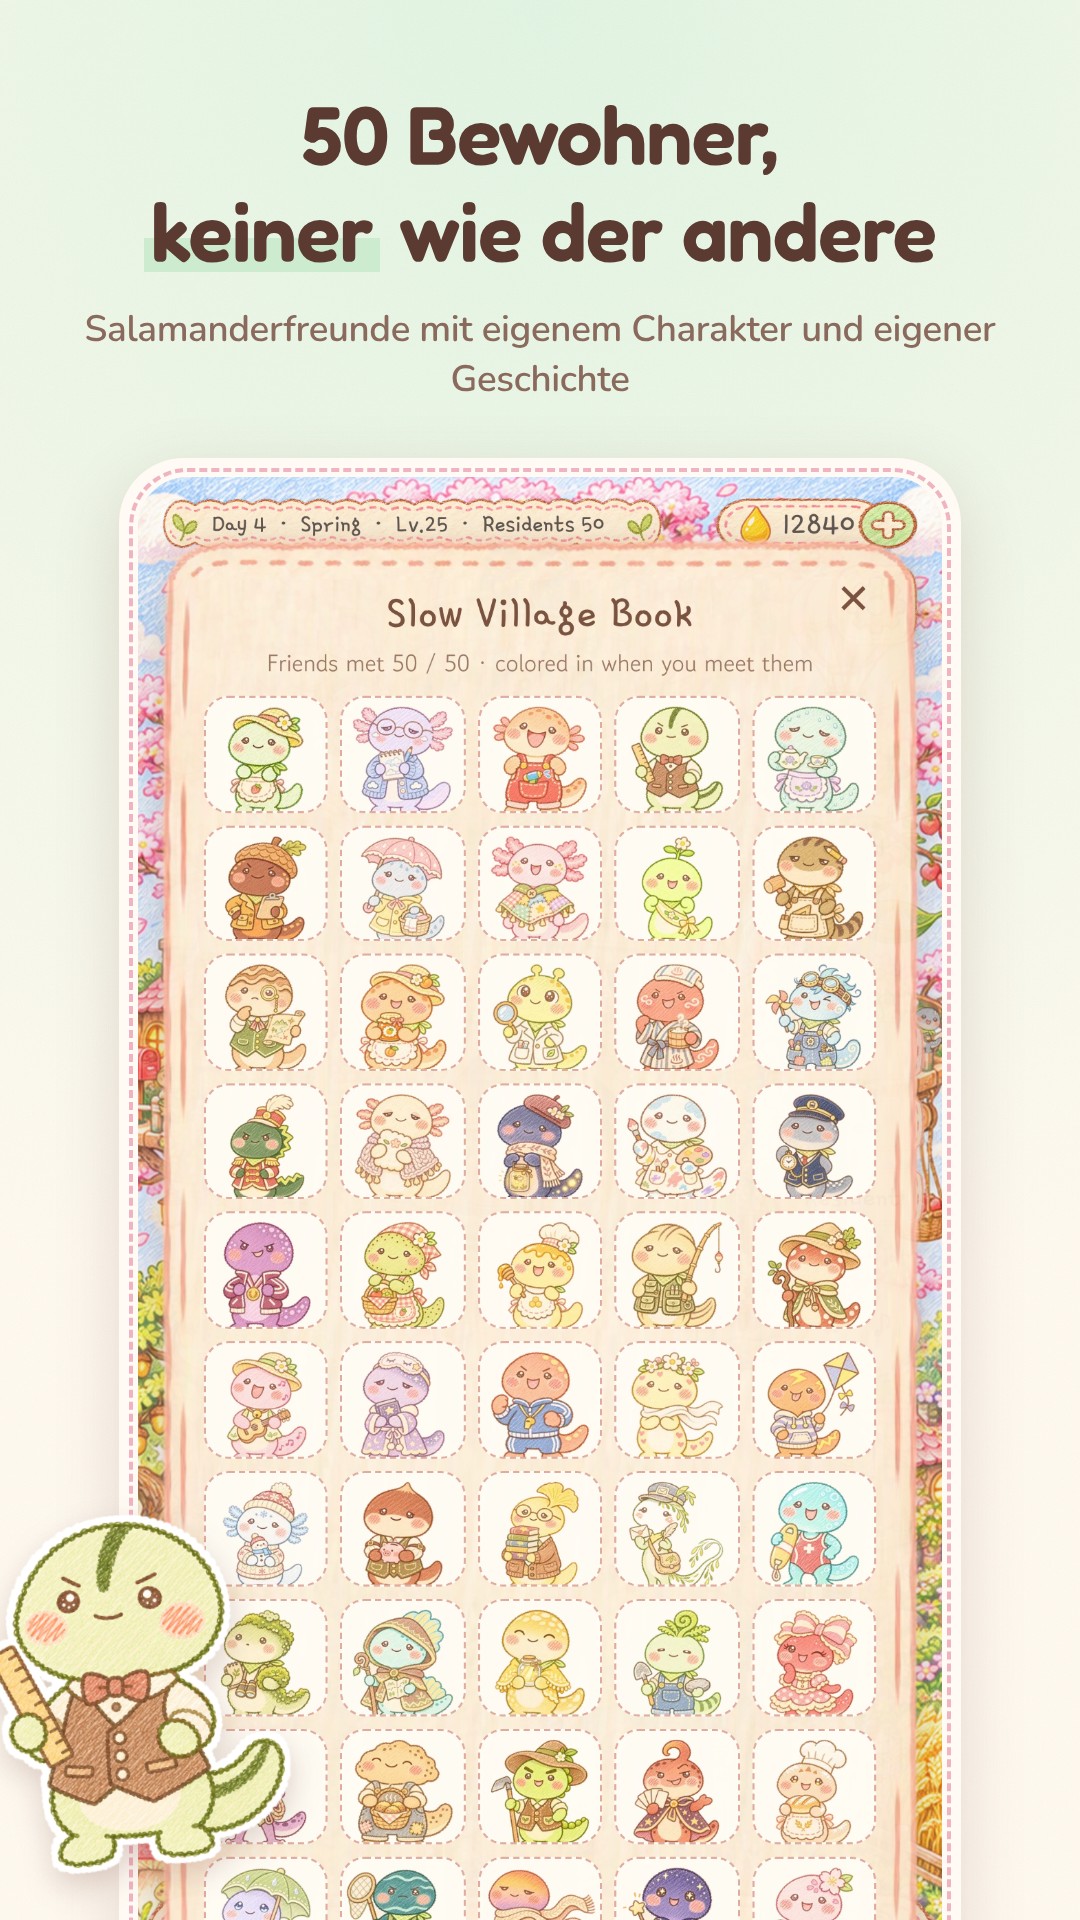 50 Bewohner,
keiner wie der andere
Salamanderfreunde mit eigenem Charakter und eigener
Geschichte
Day 4 · Spring · Lv.25 · Residents 50
12840
Slow Village Book
Friends met 50 / 50 · colored in when you meet them